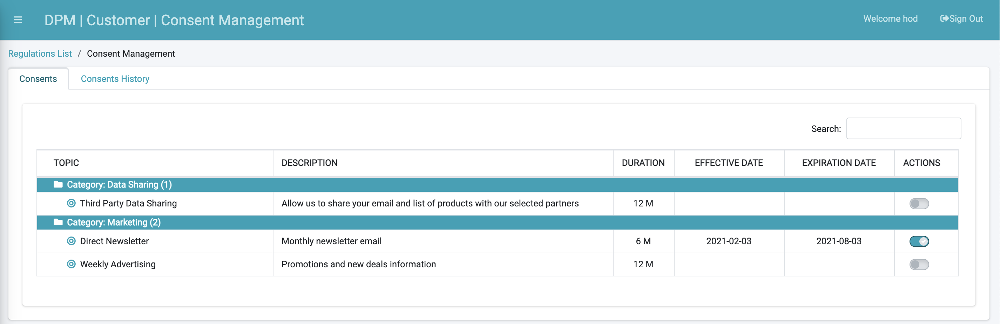 DPM | Customer | Consent Management
Welcome hod
Sign Out
Regulations List / Consent Management
Consents
Consents History
Search:
TOPIC DESCRIPTION DURATION EFFECTIVE DATE EXPIRATION DATE ACTIONS
Category: Data Sharing (1)
Third Party Data Sharing Allow us to share your email and list of products with our selected partners 12 M
Category: Marketing (2)
Direct Newsletter Monthly newsletter email 6 M 2021-02-03 2021-08-03
Weekly Advertising Promotions and new deals information 12 M